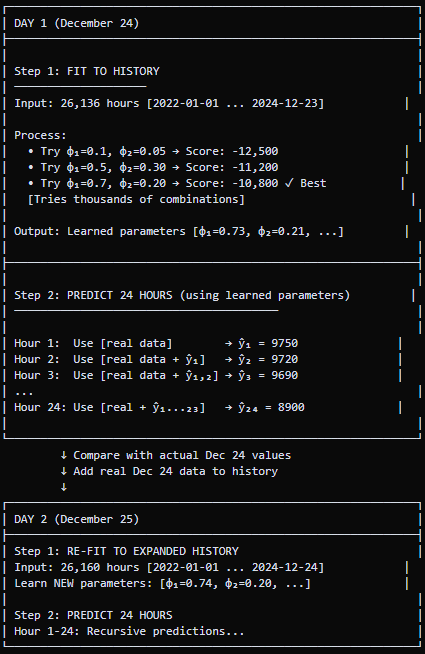 DAY 1 (December 24)
Step 1: FIT TO HISTORY
Input: 26,136 hours [2022-01-01 ... 2024-12-23]
Process:
• Try ϕ₁=0.1, ϕ₂=0.05 → Score: -12,500
• Try ϕ₁=0.5, ϕ₂=0.30 → Score: -11,200
• Try ϕ₁=0.7, ϕ₂=0.20 → Score: -10,800 ✓ Best
[Tries thousands of combinations]
Output: Learned parameters [ϕ₁=0.73, ϕ₂=0.21, ...]
Step 2: PREDICT 24 HOURS (using learned parameters)
Hour 1: Use [real data] → ŷ₁ = 9750
Hour 2: Use [real data + ŷ₁] → ŷ₂ = 9720
Hour 3: Use [real data + ŷ₁,₂] → ŷ₃ = 9690
...
Hour 24: Use [real + ŷ₁...₂₃] → ŷ₂₄ = 8900
↓ Compare with actual Dec 24 values
↓ Add real Dec 24 data to history
↓
DAY 2 (December 25)
Step 1: RE-FIT TO EXPANDED HISTORY
Input: 26,160 hours [2022-01-01 ... 2024-12-24]
Learn NEW parameters: [ϕ₁=0.74, ϕ₂=0.20, ...]
Step 2: PREDICT 24 HOURS
Hour 1-24: Recursive predictions...